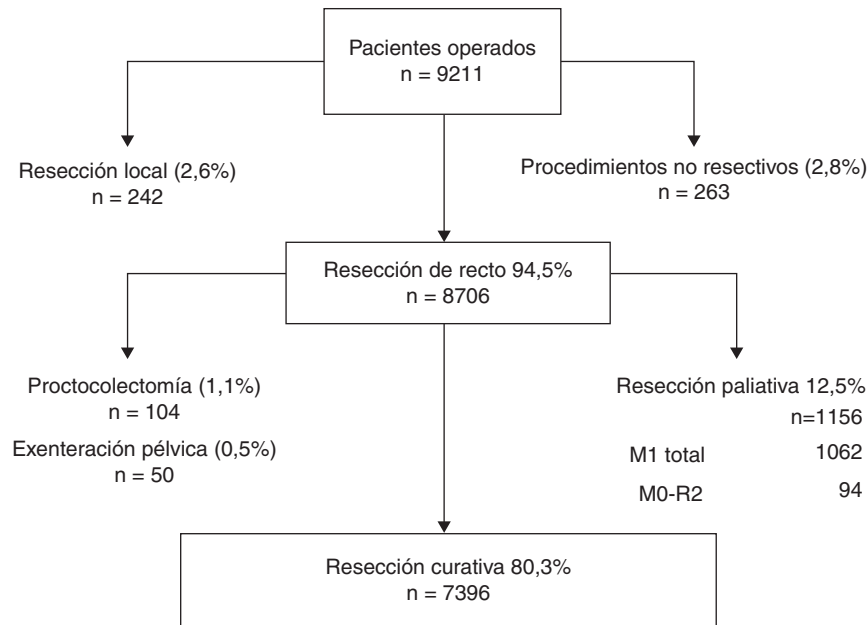 Pacientes operados
n = 9211
Resección local (2,6%)
n = 242
Procedimientos no resectivos (2,8%)
n = 263
Resección de recto 94,5%
n = 8706
Proctocolectomía (1,1%)
n = 104
Exenteración pélvica (0,5%)
n = 50
Resección paliativa 12,5%
n=1156
M1 total 1062
M0-R2 94
Resección curativa 80,3%
n = 7396